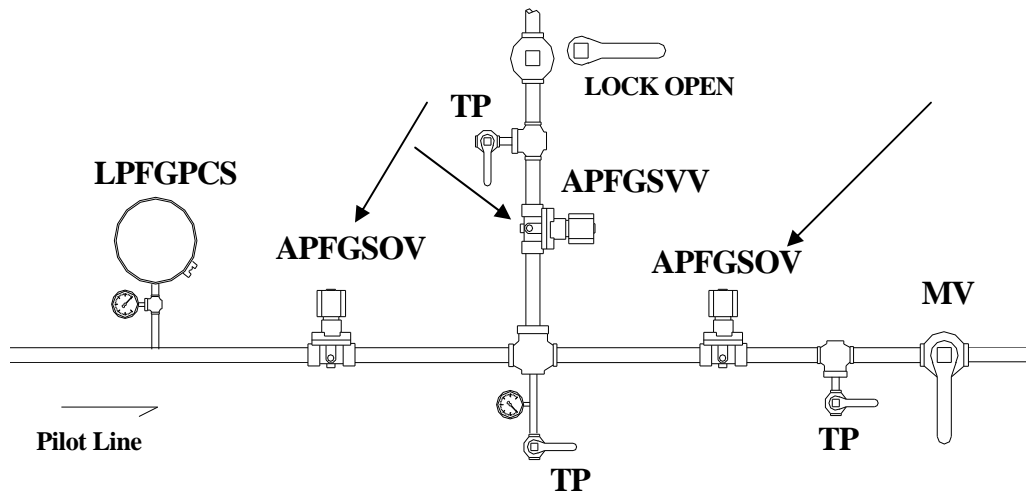 LOCK OPEN
TP
LPFGPCS
APFGSVV
APFGSOV
APFGSOV
MV
Pilot Line
TP
TP